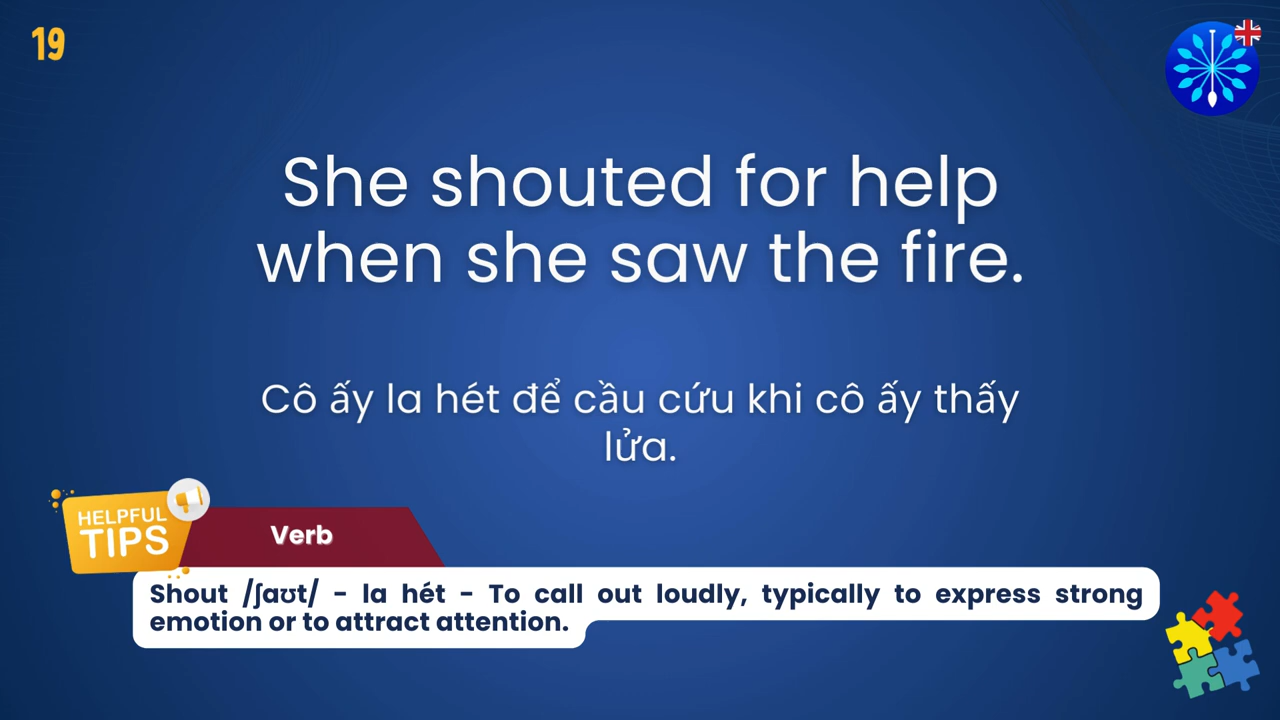 19
She shouted for help
when she saw the fire.
Cô ấy la hét để cầu cứu khi cô ấy thấy
lửa.
HELPFUL
TIPS
Verb
Shout /ʃaʊt/ - la hét - To call out loudly, typically to express strong
emotion or to attract attention.